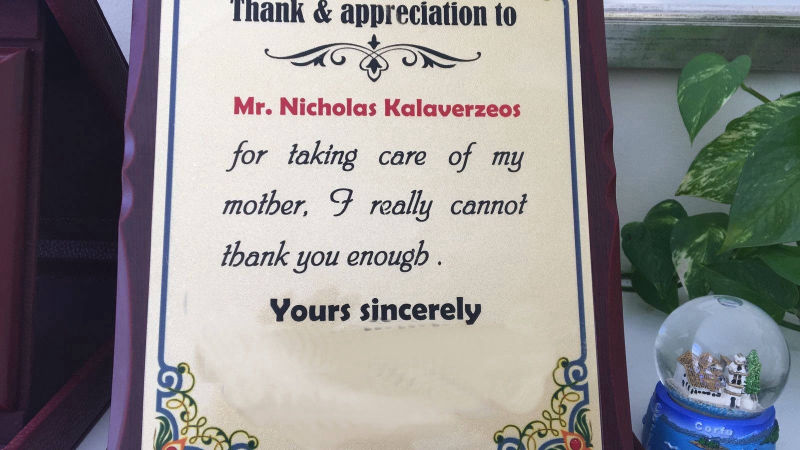 Thank & appreciation to
Mr. Nicholas Kalaverzeos
for taking care of my
mother, I really cannot
thank you enough .
Yours sincerely
Corfu